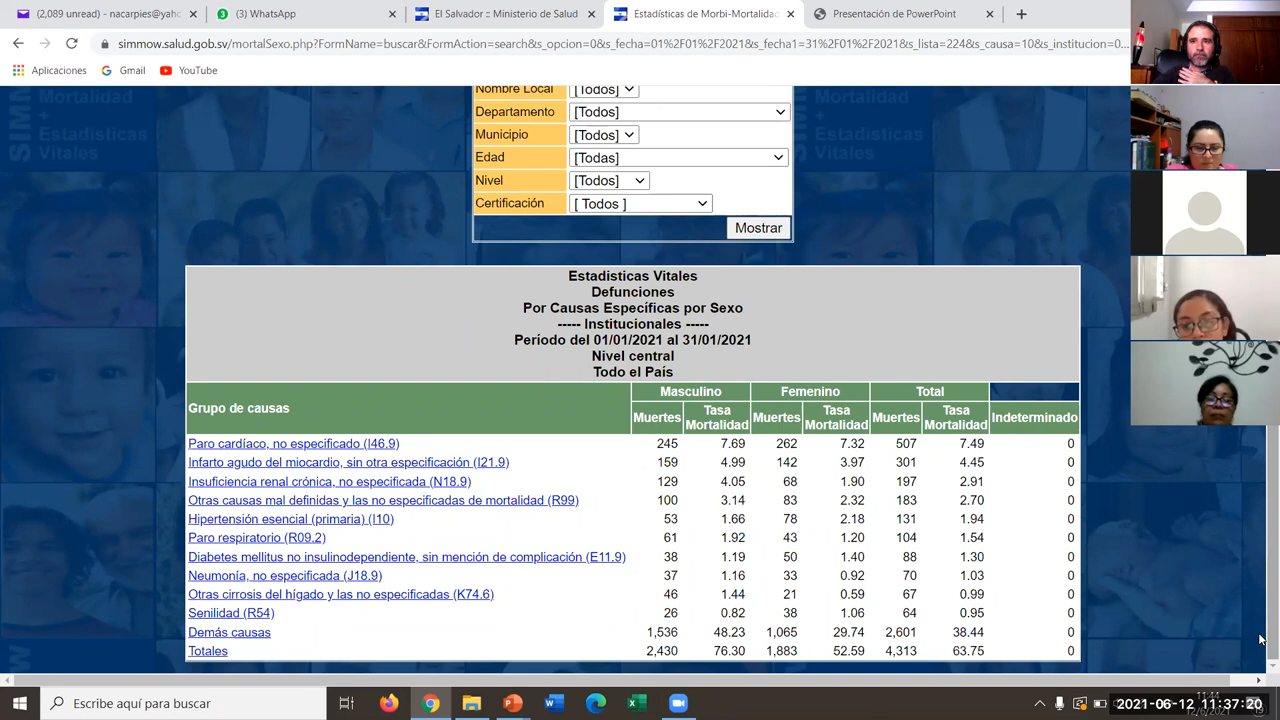 (2,089 unread) - nacarpies@yah
(3) WhatsApp
El Salvador :: Ministerio de Salud
Estadísticas de Morbi-Mortalidad
Presentación de PowerPoint
simmow.salud.gob.sv/mortalSexo.php?FormName=buscar&FormAction=search&s_opcion=0&s_fecha=01%2F01%2F2021&s_fecha1=31%2F01%2F2021&s_lista=224&s_causa=10&s_institucion=0...
Aplicaciones Gmail YouTube
Mortalidad
+
Estadísticas
Vitales
Nombre Local [Todos]
Departamento [Todos]
Municipio [Todos]
Edad [Todas]
Nivel [Todos]
Certificación [ Todos ]
Mostrar
Estadisticas Vitales
Defunciones
Por Causas Específicas por Sexo
----- Institucionales -----
Período del 01/01/2021 al 31/01/2021
Nivel central
Todo el País
Grupo de causas Masculino Femenino Total
Muertes Tasa Mortalidad Muertes Tasa Mortalidad Muertes Tasa Mortalidad Indeterminado
Paro cardíaco, no especificado (I46.9) 245 7.69 262 7.32 507 7.49 0
Infarto agudo del miocardio, sin otra especificación (I21.9) 159 4.99 142 3.97 301 4.45 0
Insuficiencia renal crónica, no especificada (N18.9) 129 4.05 68 1.90 197 2.91 0
Otras causas mal definidas y las no especificadas de mortalidad (R99) 100 3.14 83 2.32 183 2.70 0
Hipertensión esencial (primaria) (I10) 53 1.66 78 2.18 131 1.94 0
Paro respiratorio (R09.2) 61 1.92 43 1.20 104 1.54 0
Diabetes mellitus no insulinodependiente, sin mención de complicación (E11.9) 38 1.19 50 1.40 88 1.30 0
Neumonía, no especificada (J18.9) 37 1.16 33 0.92 70 1.03 0
Otras cirrosis del hígado y las no especificadas (K74.6) 46 1.44 21 0.59 67 0.99 0
Senilidad (R54) 26 0.82 38 1.06 64 0.95 0
Demás causas 1,536 48.23 1,065 29.74 2,601 38.44 0
Totales 2,430 76.30 1,883 52.59 4,313 63.75 0
Escribe aquí para buscar
11:44
2021-06-12 11:37:20